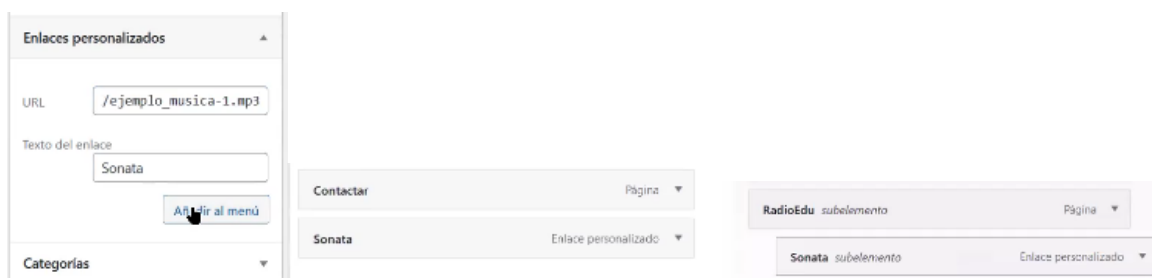 Enlaces personalizados
URL /ejemplo_musica-1.mp3
Texto del enlace
Sonata
Añadir al menú
Categorías
Contactar Página
Sonata Enlace personalizado
RadioEdu subelemento Página
Sonata subelemento Enlace personalizado